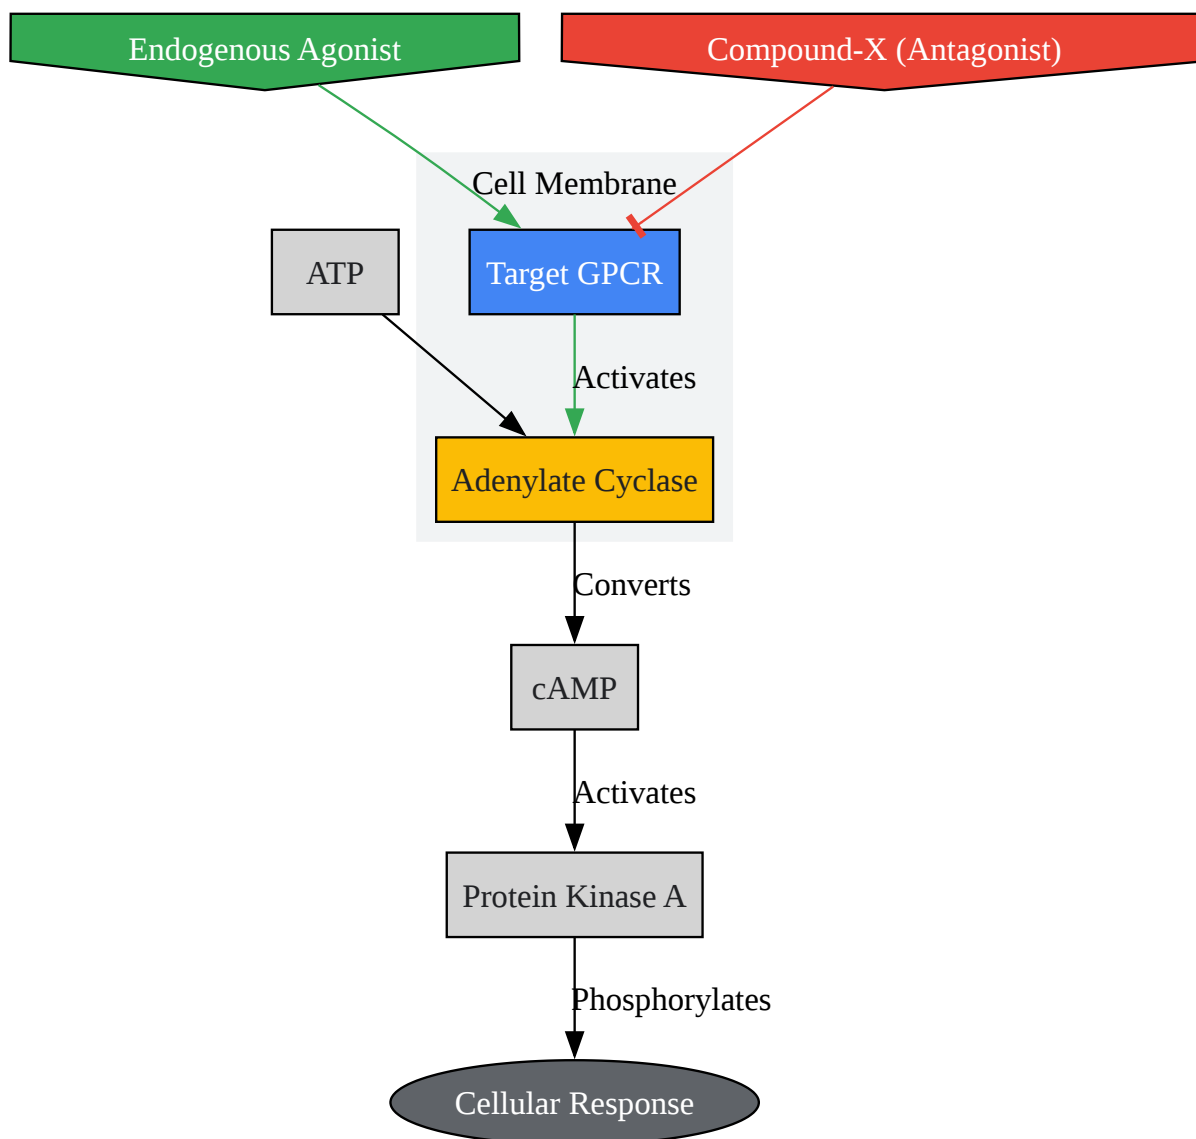 Endogenous Agonist
Compound-X (Antagonist)
Cell Membrane
ATP
Target GPCR
Activates
Adenylate Cyclase
Converts
cAMP
Activates
Protein Kinase A
Phosphorylates
Cellular Response